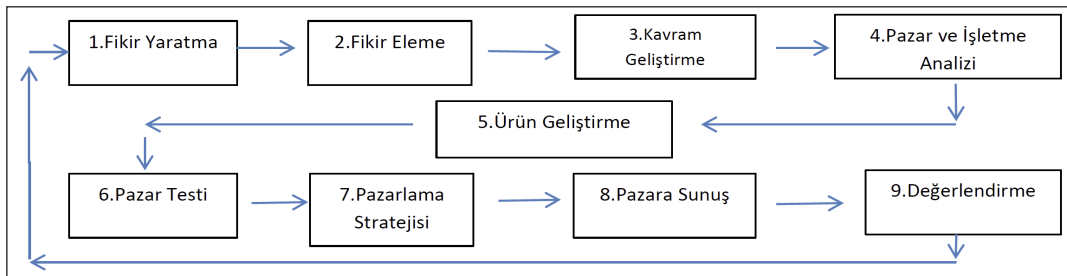 1.Fikir Yaratma
2.Fikir Eleme
3.Kavram
Geliştirme
4.Pazar ve İşletme
Analizi
5.Ürün Geliştirme
6.Pazar Testi
7.Pazarlama
Stratejisi
8.Pazara Sunuş
9.Değerlendirme